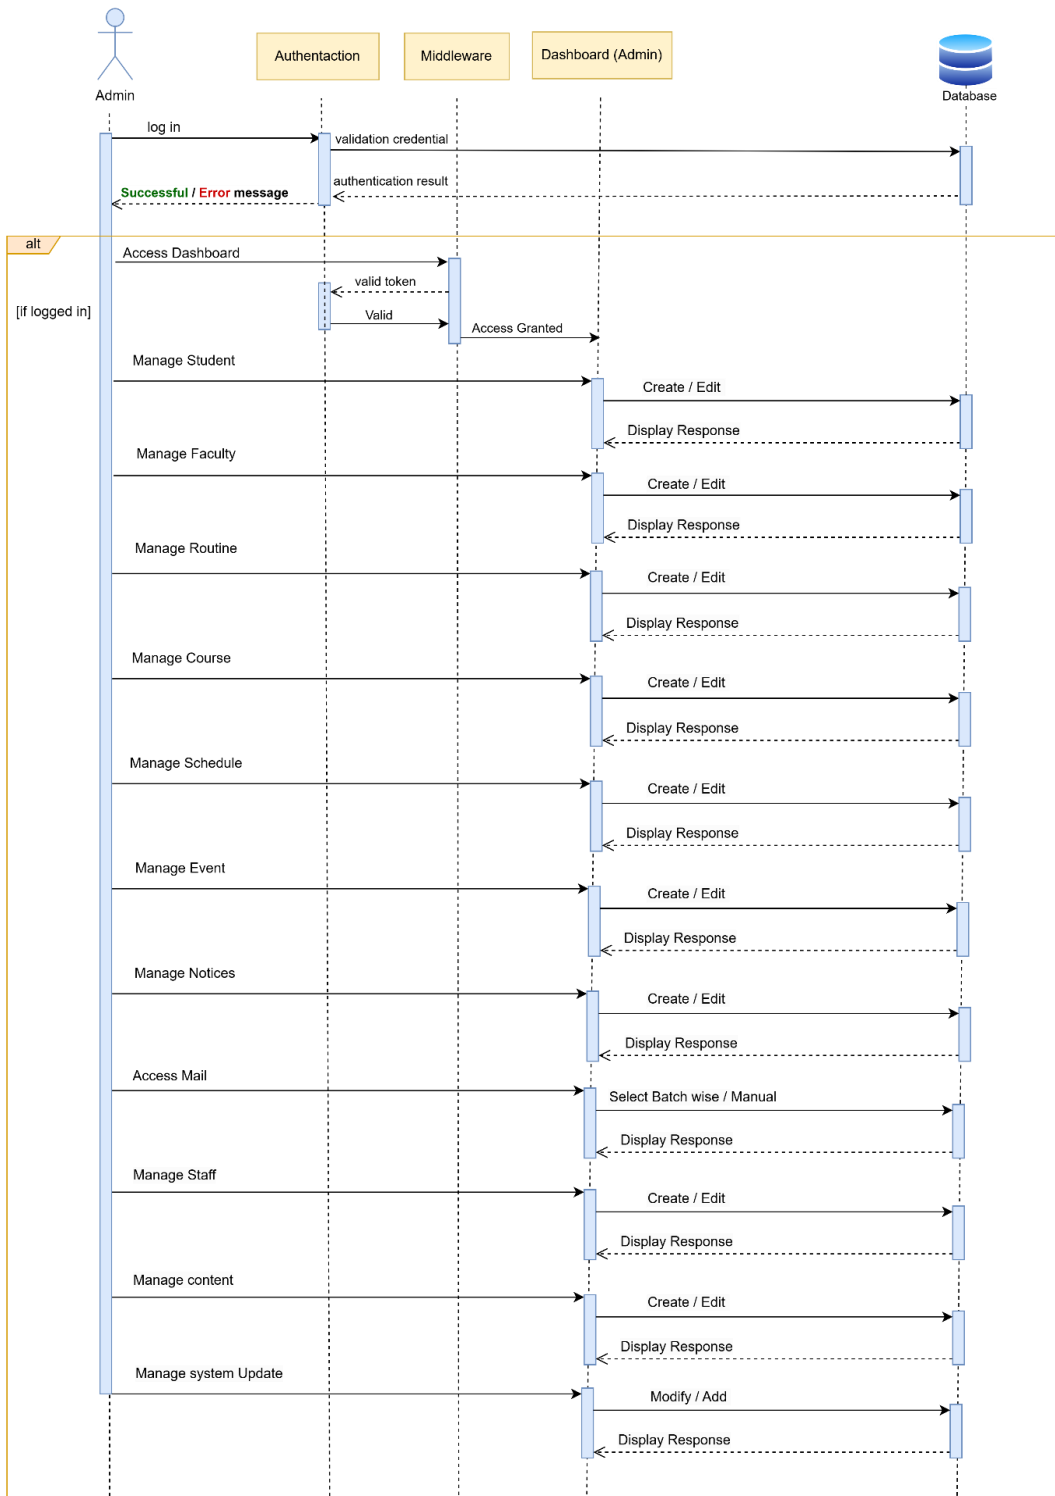 Authentaction
Middleware
Dashboard (Admin)
Admin
Database
log in
validation credential
authentication result
Successful / Error message
alt
Access Dashboard
valid token
[if logged in]
Valid
Access Granted
Manage Student
Create / Edit
Display Response
Manage Faculty
Create / Edit
Display Response
Manage Routine
Create / Edit
Display Response
Manage Course
Create / Edit
Display Response
Manage Schedule
Create / Edit
Display Response
Manage Event
Create / Edit
Display Response
Manage Notices
Create / Edit
Display Response
Access Mail
Select Batch wise / Manual
Display Response
Manage Staff
Create / Edit
Display Response
Manage content
Create / Edit
Display Response
Manage system Update
Modify / Add
Display Response